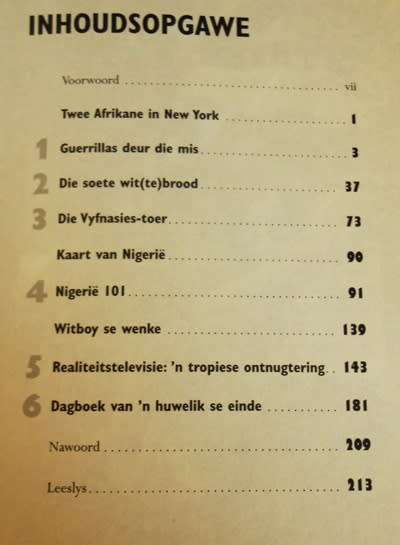 INHOUDSOPGAWE
Voorwoord .............................. vii
Twee Afrikane in New York .............. 1
1 Guerrillas deur die mis .............. 3
2 Die soete wit(te)brood .............. 37
3 Die Vyfnasies-toer .............. 73
Kaart van Nigerië .............. 90
4 Nigerië 101 .............. 91
Witboy se wenke .............. 139
5 Realiteitstelevisie: 'n tropiese ontnugtering .. 143
6 Dagboek van 'n huwelik se einde ........... 181
Nawoord .............. 209
Leeslys .............. 213